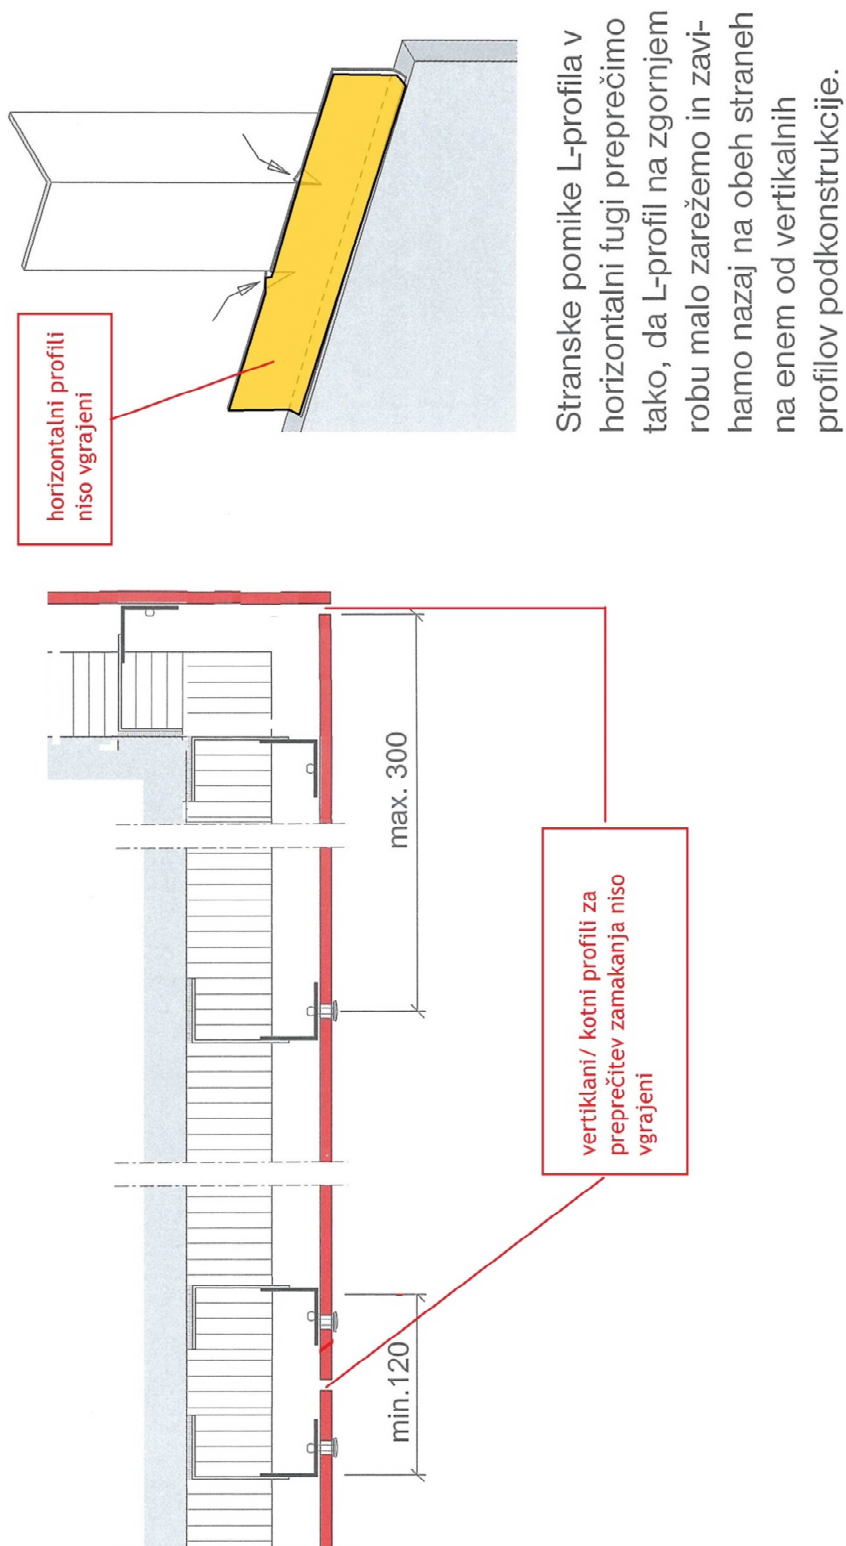 Stranske pomike L-profila v
horizontalni fugi preprečimo
tako, da L-profil na zgornjem
robu malo zarežemo in zavi-
hamo nazaj na obeh straneh
na enem od vertikalnih
profilov podkonstrukcije.
horizontalni profili
niso vgrajeni
max. 300
min.120
vertiklani/ kotni profili za
preprečitev zamakanja niso
vgrajeni